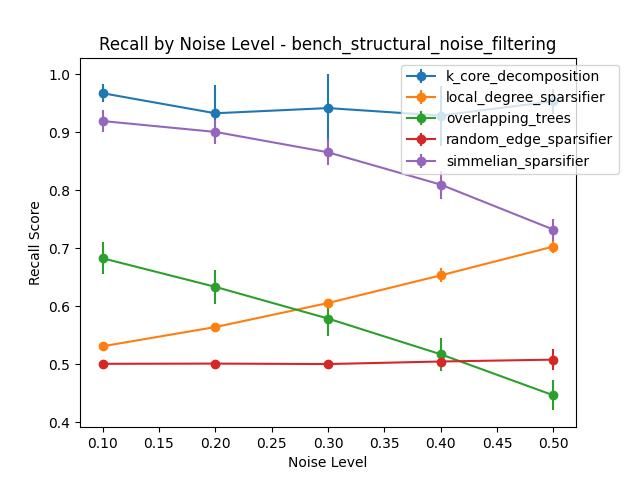 Recall by Noise Level - bench_structural_noise_filtering
1.0
0.9
0.8
0.7
0.6
0.5
0.4
Recall Score
k_core_decomposition
local_degree_sparsifier
overlapping_trees
random_edge_sparsifier
simmelian_sparsifier
0.10 0.15 0.20 0.25 0.30 0.35 0.40 0.45 0.50
Noise Level